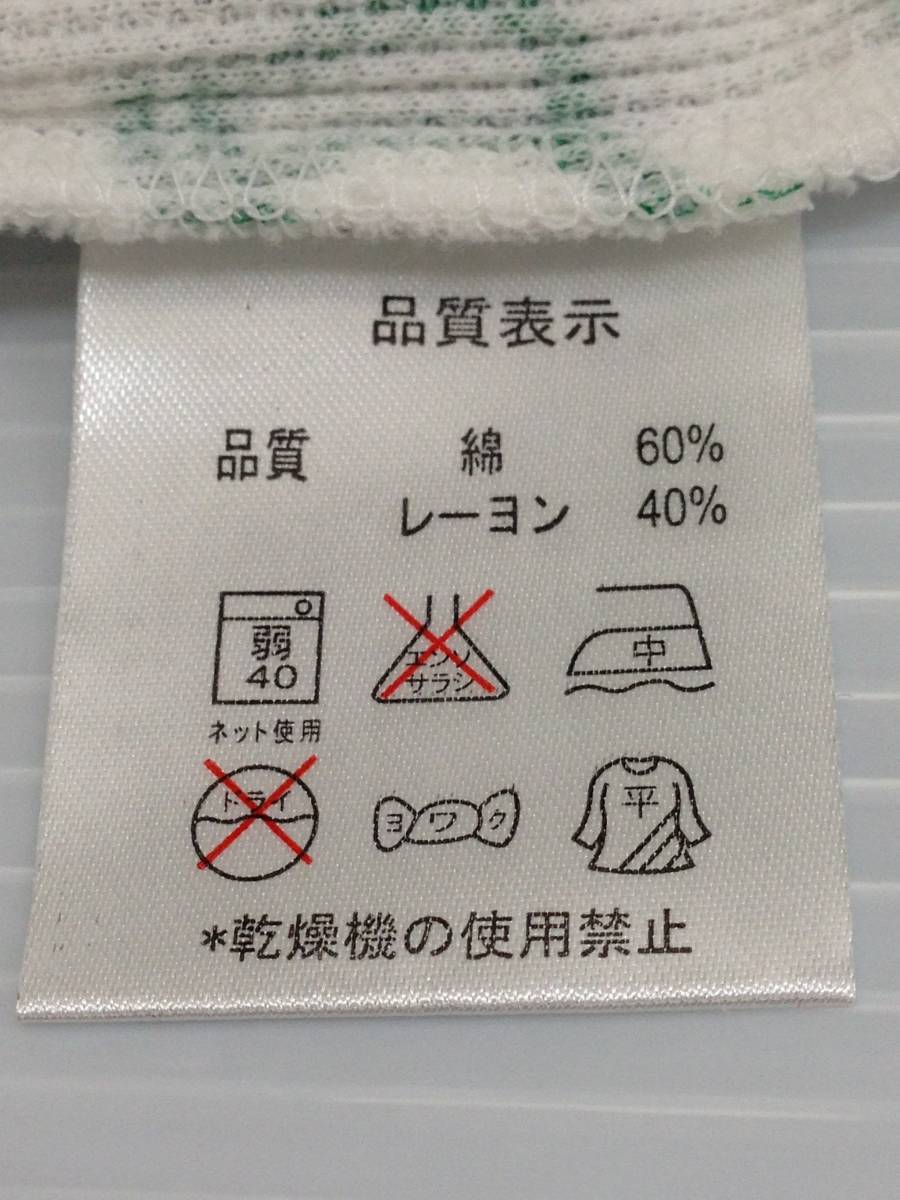 品質表示
品質 綿 60%
レーヨン 40%
弱
40
エンソ
サラシ
中
ネット使用
ドライ
ヨワク
平
*乾燥機の使用禁止